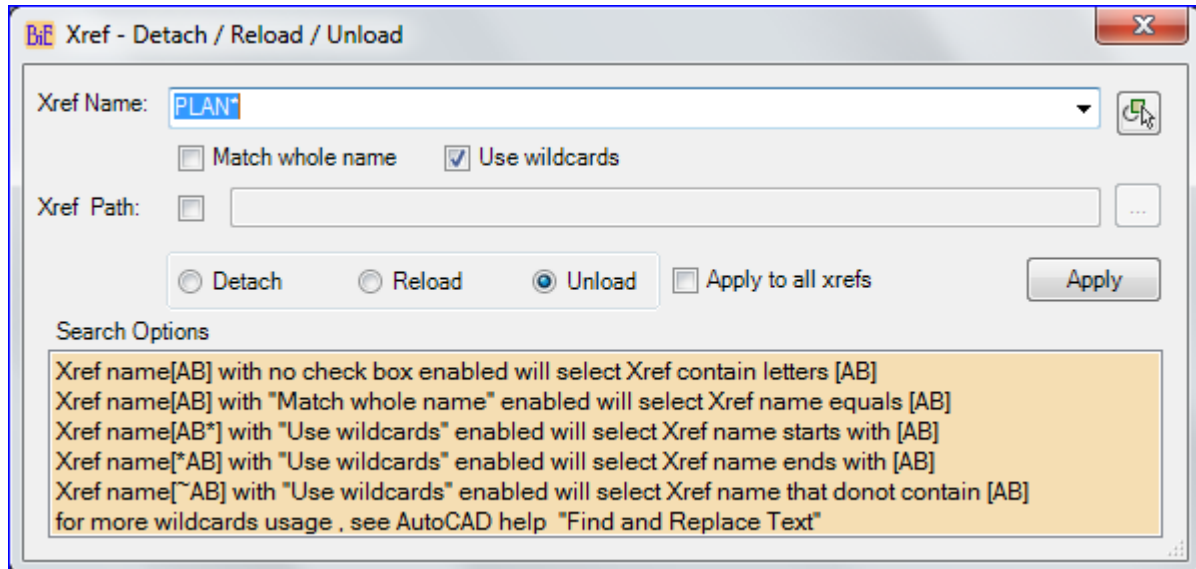 BiE Xref - Detach / Reload / Unload
Xref Name: PLAN*
Match whole name Use wildcards
Xref Path: ...
Detach Reload Unload Apply to all xrefs Apply
Search Options
Xref name[AB] with no check box enabled will select Xref contain letters [AB]
Xref name[AB] with "Match whole name" enabled will select Xref name equals [AB]
Xref name[AB*] with "Use wildcards" enabled will select Xref name starts with [AB]
Xref name[*AB] with "Use wildcards" enabled will select Xref name ends with [AB]
Xref name[~AB] with "Use wildcards" enabled will select Xref name that donot contain [AB]
for more wildcards usage , see AutoCAD help "Find and Replace Text"